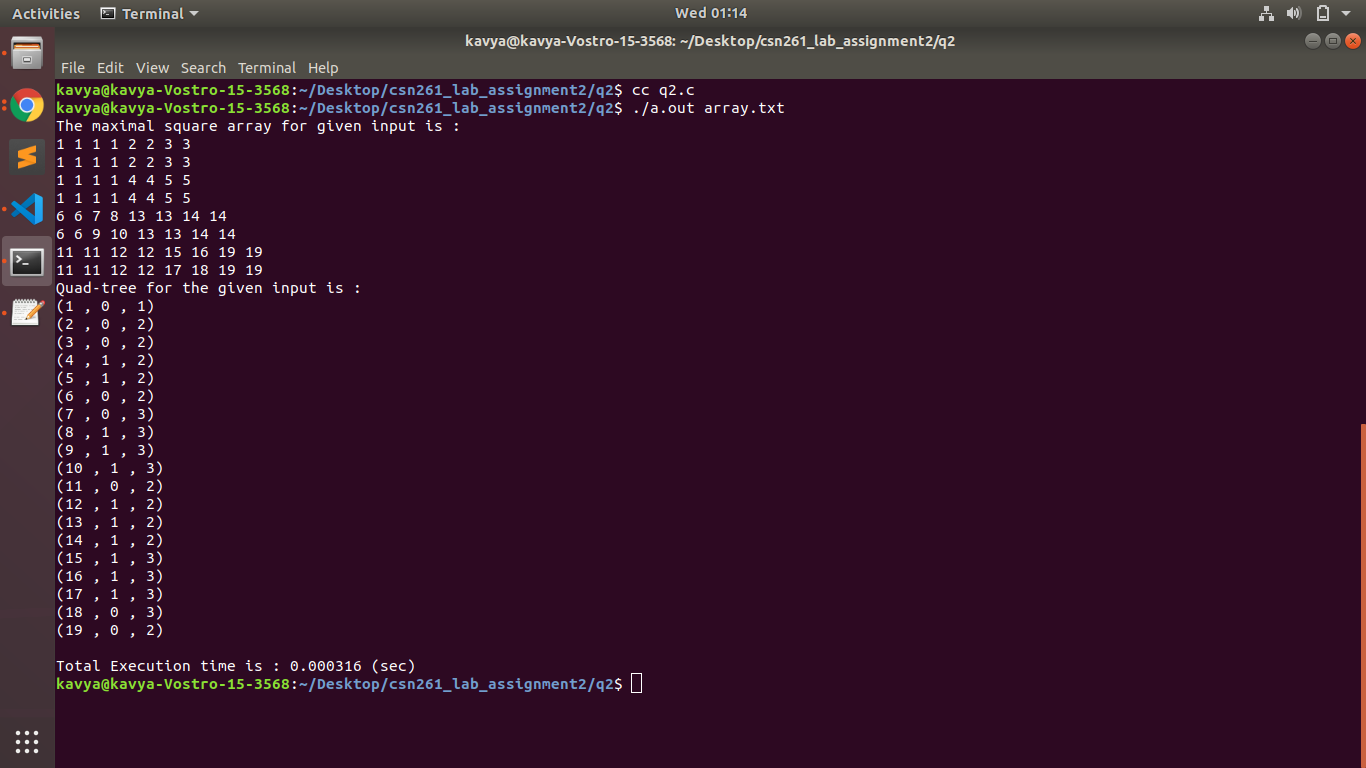 Activities Terminal Wed 01:14
kavya@kavya-Vostro-15-3568: ~/Desktop/csn261_lab_assignment2/q2
File Edit View Search Terminal Help
kavya@kavya-Vostro-15-3568:~/Desktop/csn261_lab_assignment2/q2$ cc q2.c
kavya@kavya-Vostro-15-3568:~/Desktop/csn261_lab_assignment2/q2$ ./a.out array.txt
The maximal square array for given input is :
1 1 1 1 2 2 3 3
1 1 1 1 2 2 3 3
1 1 1 1 4 4 5 5
1 1 1 1 4 4 5 5
6 6 7 8 13 13 14 14
6 6 9 10 13 13 14 14
11 11 12 12 15 16 19 19
11 11 12 12 17 18 19 19
Quad-tree for the given input is :
(1 , 0 , 1)
(2 , 0 , 2)
(3 , 0 , 2)
(4 , 1 , 2)
(5 , 1 , 2)
(6 , 0 , 2)
(7 , 0 , 3)
(8 , 1 , 3)
(9 , 1 , 3)
(10 , 1 , 3)
(11 , 0 , 2)
(12 , 1 , 2)
(13 , 1 , 2)
(14 , 1 , 2)
(15 , 1 , 3)
(16 , 1 , 3)
(17 , 1 , 3)
(18 , 0 , 3)
(19 , 0 , 2)
Total Execution time is : 0.000316 (sec)
kavya@kavya-Vostro-15-3568:~/Desktop/csn261_lab_assignment2/q2$